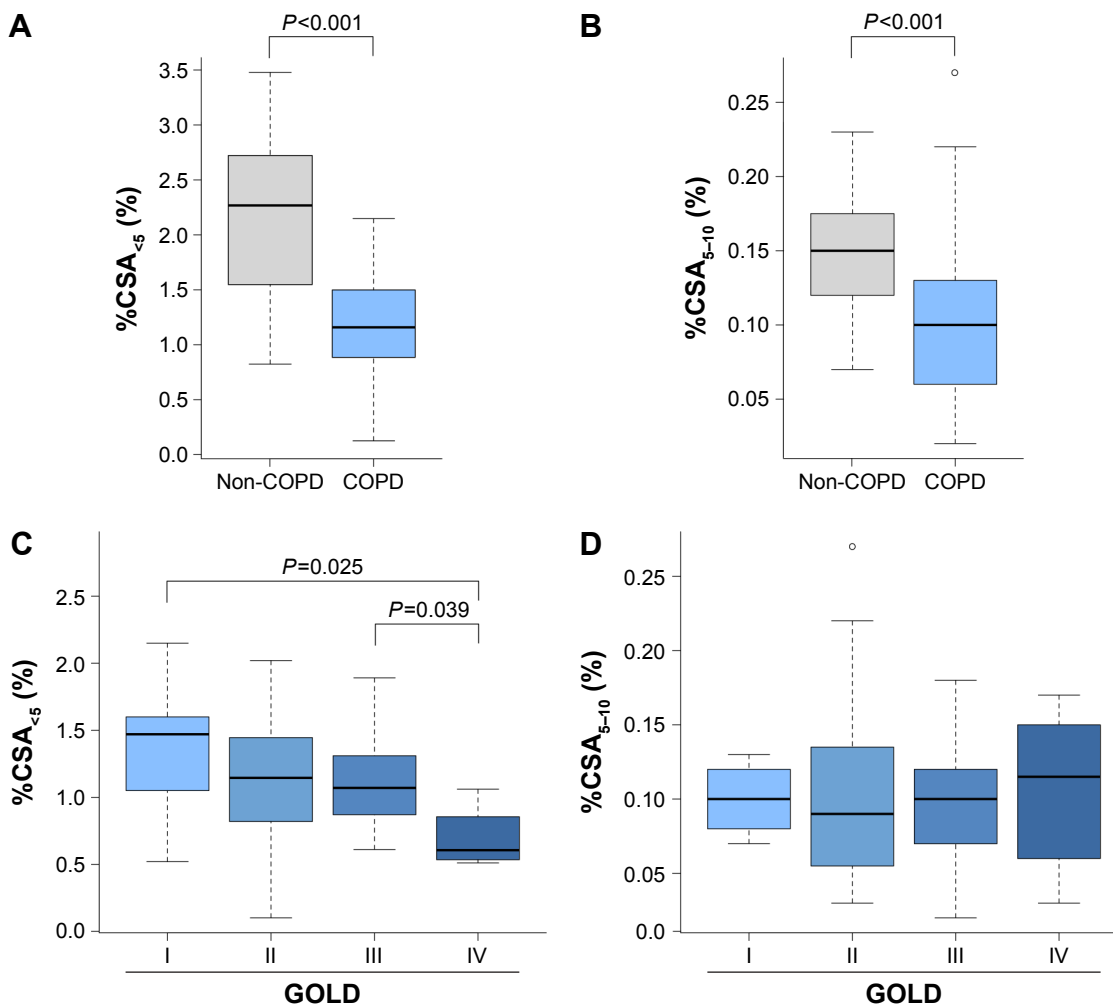 A
P<0.001
3.5
3.0
2.5
2.0
1.5
1.0
0.5
0.0
%CSA<5 (%)
Non-COPD COPD
B
P<0.001
0.25
0.20
0.15
0.10
0.05
%CSA5–10 (%)
Non-COPD COPD
C
P=0.025
P=0.039
2.5
2.0
1.5
1.0
0.5
0.0
%CSA<5 (%)
I II III IV
GOLD
D
0.25
0.20
0.15
0.10
0.05
0.0
%CSA5–10 (%)
I II III IV
GOLD